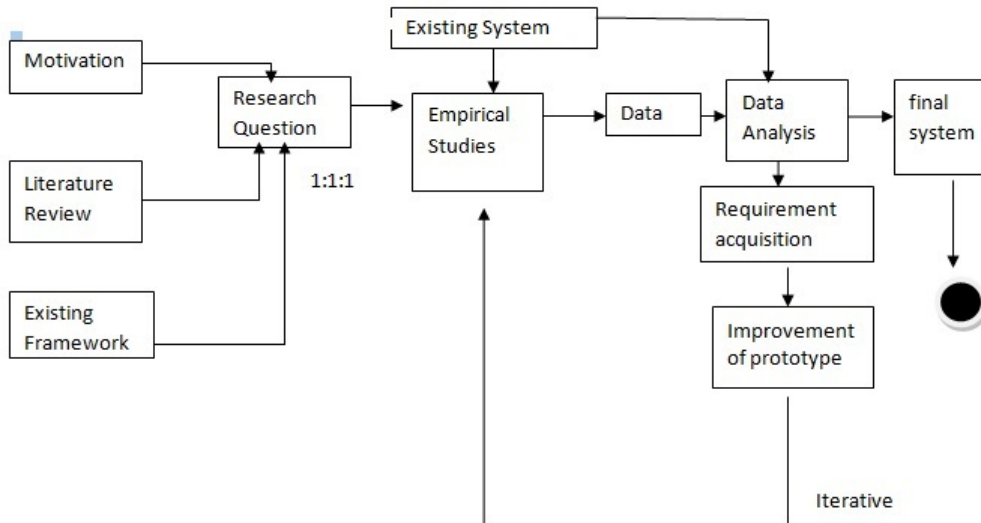 Existing System
Motivation
Research
Question
Empirical
Studies
Data
Data
Analysis
final
system
1:1:1
Literature
Review
Requirement
acquisition
Existing
Framework
Improvement
of prototype
Iterative